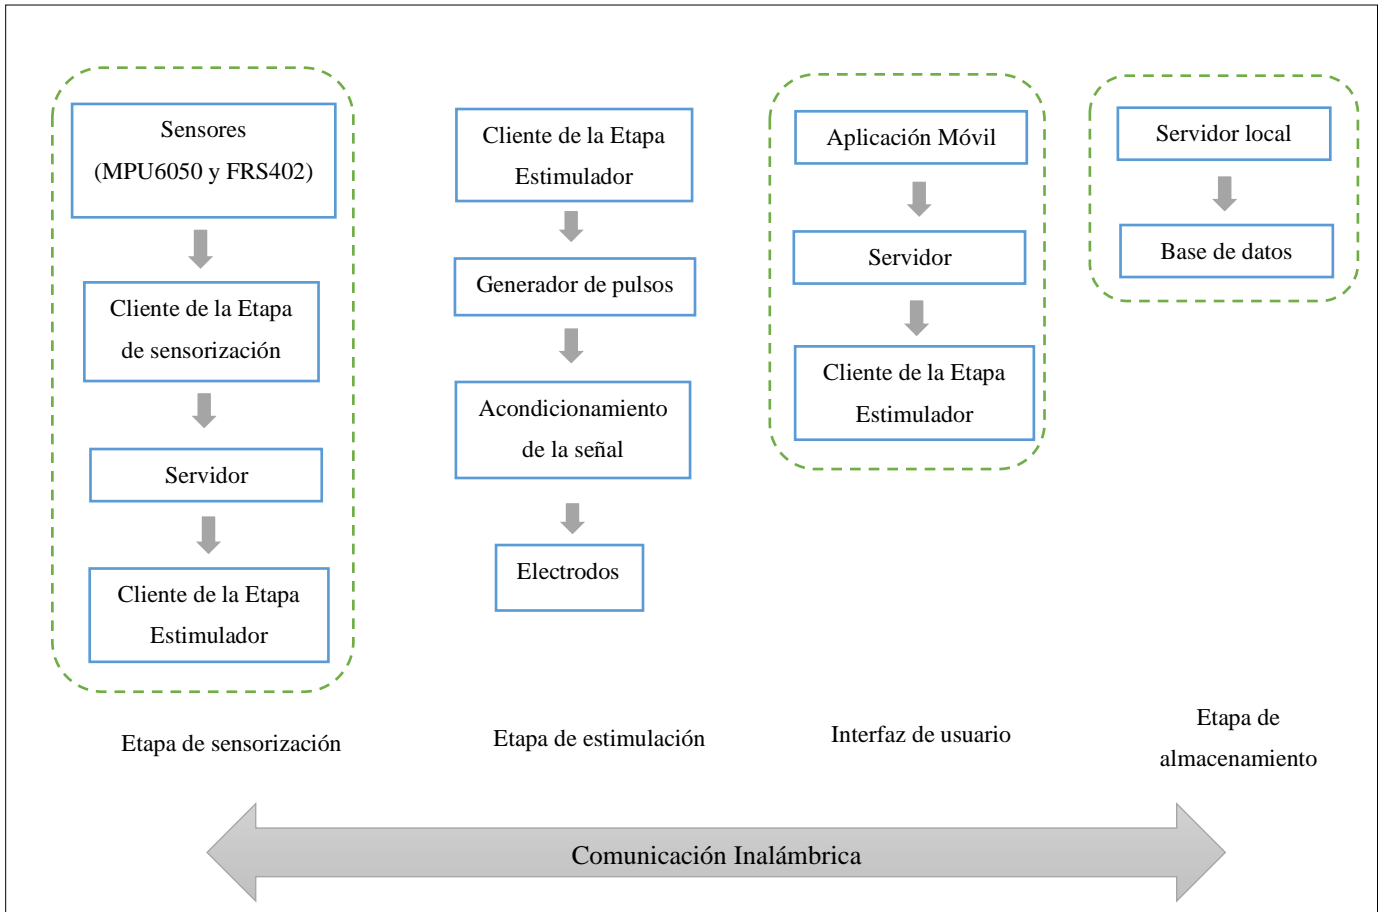 Sensores
(MPU6050 y FRS402)
Cliente de la Etapa
de sensorización
Servidor
Cliente de la Etapa
Estimulador
Etapa de sensorización
Cliente de la Etapa
Estimulador
Generador de pulsos
Acondicionamiento
de la señal
Electrodos
Etapa de estimulación
Aplicación Móvil
Servidor
Cliente de la Etapa
Estimulador
Interfaz de usuario
Servidor local
Base de datos
Etapa de
almacenamiento
Comunicación Inalámbrica